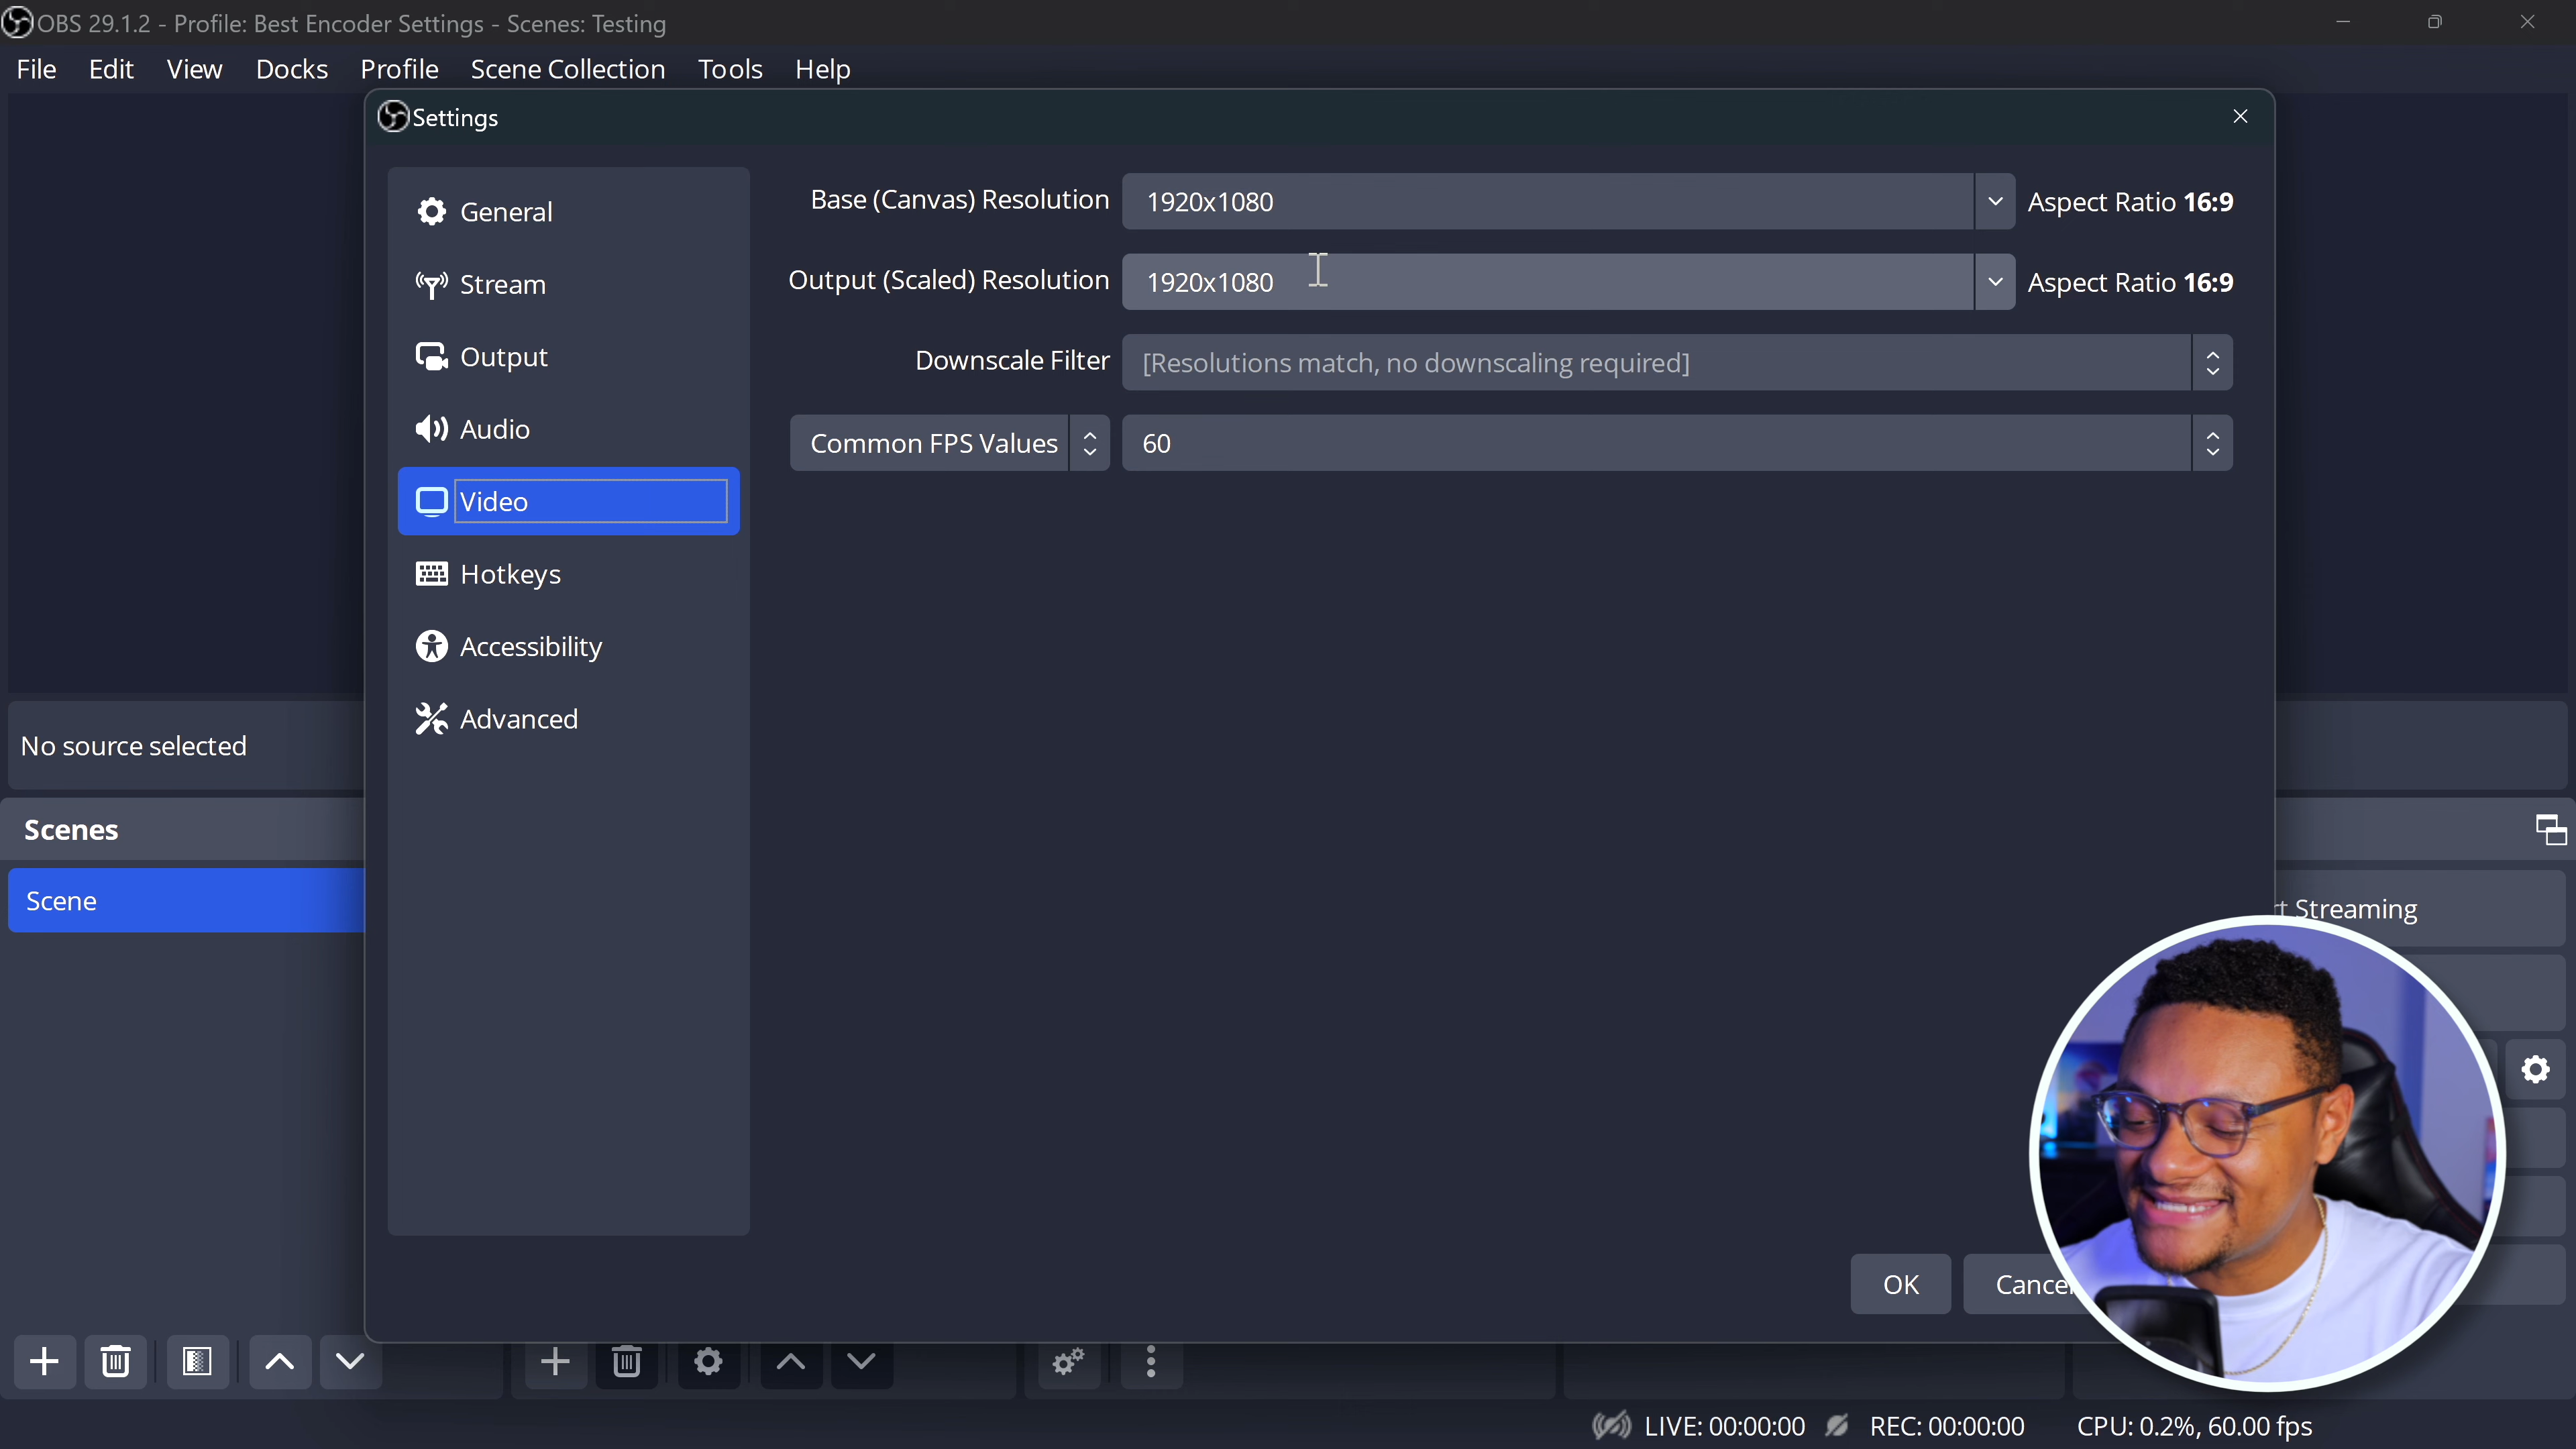 OBS 29.1.2 - Profile: Best Encoder Settings - Scenes: Testing
File Edit View Docks Profile Scene Collection Tools Help
Settings
General
Stream
Output
Audio
Video
Hotkeys
Accessibility
Advanced
Base (Canvas) Resolution 1920x1080 Aspect Ratio 16:9
Output (Scaled) Resolution 1920x1080 Aspect Ratio 16:9
Downscale Filter [Resolutions match, no downscaling required]
Common FPS Values 60
No source selected
Scenes
Scene
Streaming
OK
LIVE: 00:00:00 REC: 00:00:00 CPU: 0.2%, 60.00 fps